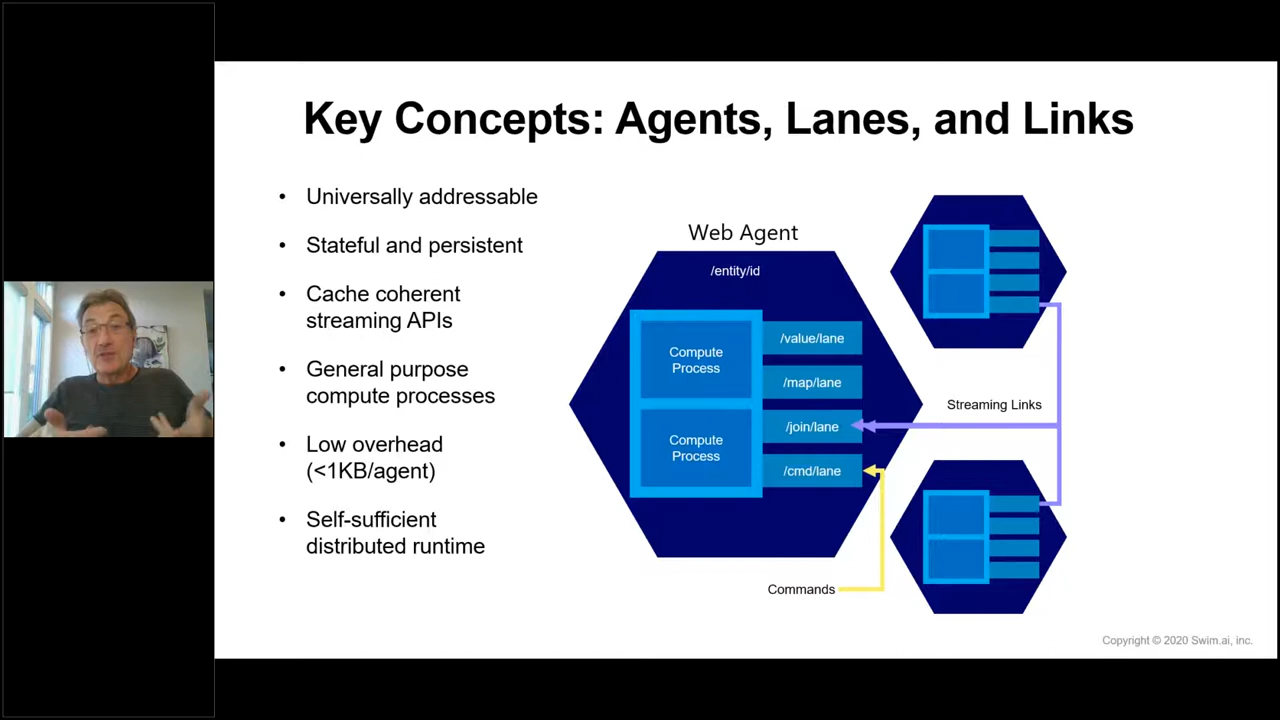 Key Concepts: Agents, Lanes, and Links
• Universally addressable
• Stateful and persistent
• Cache coherent
streaming APIs
• General purpose
compute processes
• Low overhead
(<1KB/agent)
• Self-sufficient
distributed runtime
Web Agent
/entity/id
Compute
Process
Compute
Process
/value/lane
/map/lane
/join/lane
/cmd/lane
Streaming Links
Commands
Copyright © 2020 Swim.ai, inc.